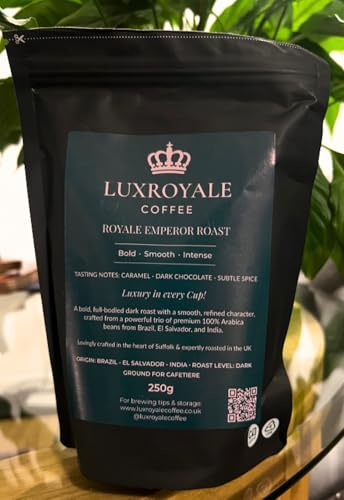 LUXROYALE
COFFEE
ROYALE EMPEROR ROAST
Bold · Smooth · Intense
TASTING NOTES: CARAMEL · DARK CHOCOLATE · SUBTLE SPICE
Luxury in every Cup!
A bold, full-bodied dark roast with a smooth, refined character,
crafted from a powerful trio of premium 100% Arabica
beans from Brazil, El Salvador, and India.
Lovingly crafted in the heart of Suffolk & expertly roasted in the UK
ORIGIN: BRAZIL - EL SALVADOR - INDIA · ROAST LEVEL: DARK
GROUND FOR CAFETIERE
250g
For brewing tips & storage:
www.luxroyalecoffee.co.uk
@luxroyalecoffee